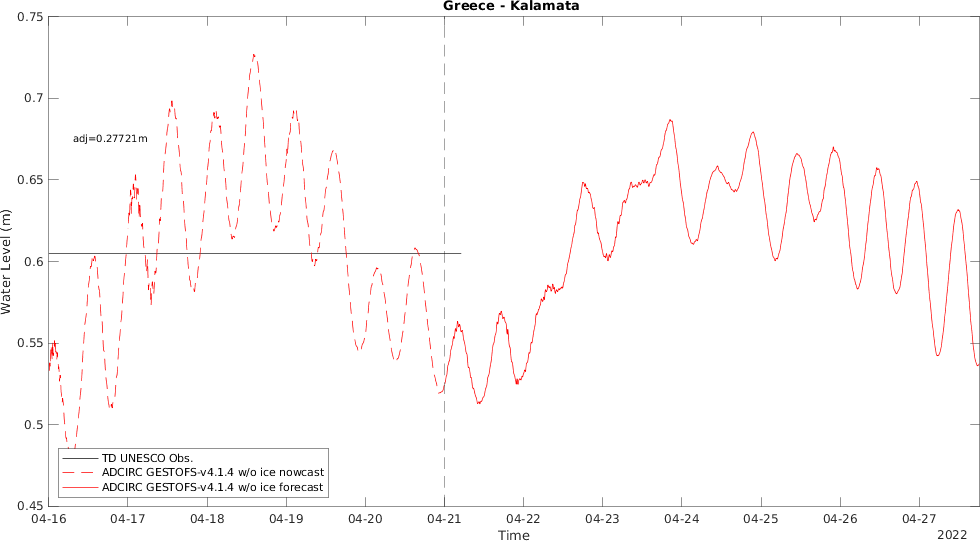 Greece - Kalamata
0.75
0.7
0.65
0.6
0.55
0.5
0.45
Water Level (m)
adj=0.27721m
TD UNESCO Obs.
ADCIRC GESTOFS-v4.1.4 w/o ice nowcast
ADCIRC GESTOFS-v4.1.4 w/o ice forecast
04-16 04-17 04-18 04-19 04-20 04-21 04-22 04-23 04-24 04-25 04-26 04-27
Time
2022